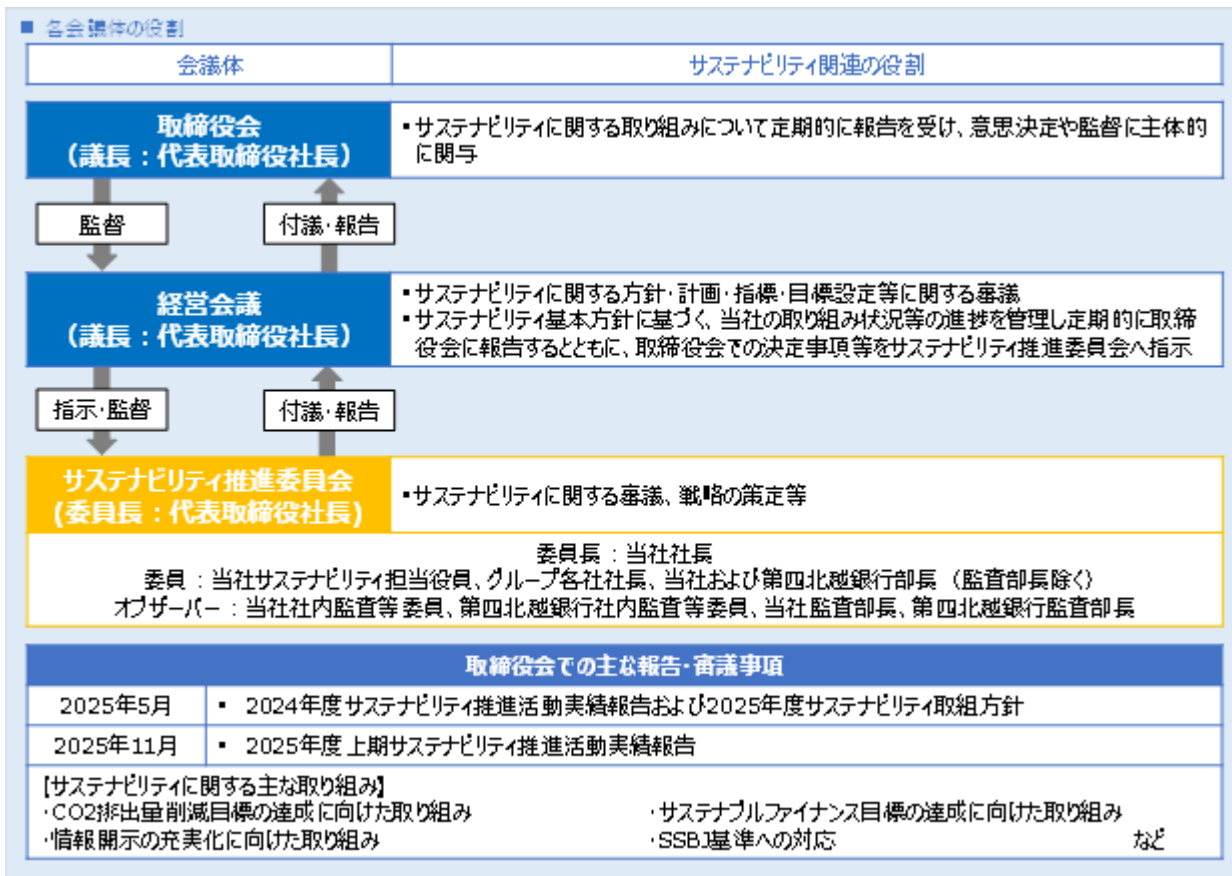 ■ 各会議体の役割
会議体
サステナビリティ関連の役割
取締役会
（議長：代表取締役社長）
▪サステナビリティに関する取り組みについて定期的に報告を受け、意思決定や監督に主体的
に関与
監督
付議・報告
経営会議
（議長：代表取締役社長）
▪サステナビリティに関する方針・計画・指標・目標設定等に関する審議
▪サステナビリティ基本方針に基づく、当社の取り組み状況等の進捗を管理し定期的に取締
役会に報告するとともに、取締役会での決定事項等をサステナビリティ推進委員会へ指示
指示・監督
付議・報告
サステナビリティ推進委員会
(委員長：代表取締役社長)
▪サステナビリティに関する審議、戦略の策定等
委員長：当社社長
委員：当社サステナビリティ担当役員、グループ各社社長、当社および第四北越銀行部長（監査部長除く）
オブザーバー：当社社内監査等委員、第四北越銀行社内監査等委員、当社監査部長、第四北越銀行監査部長
取締役会での主な報告・審議事項
2025年5月
▪ 2024年度サステナビリティ推進活動実績報告および2025年度サステナビリティ取組方針
2025年11月
▪ 2025年度上期サステナビリティ推進活動実績報告
【サステナビリティに関する主な取り組み】
・CO2排出量削減目標の達成に向けた取り組み
・サステナブルファイナンス目標の達成に向けた取り組み
・情報開示の充実化に向けた取り組み
・SSBJ基準への対応
など